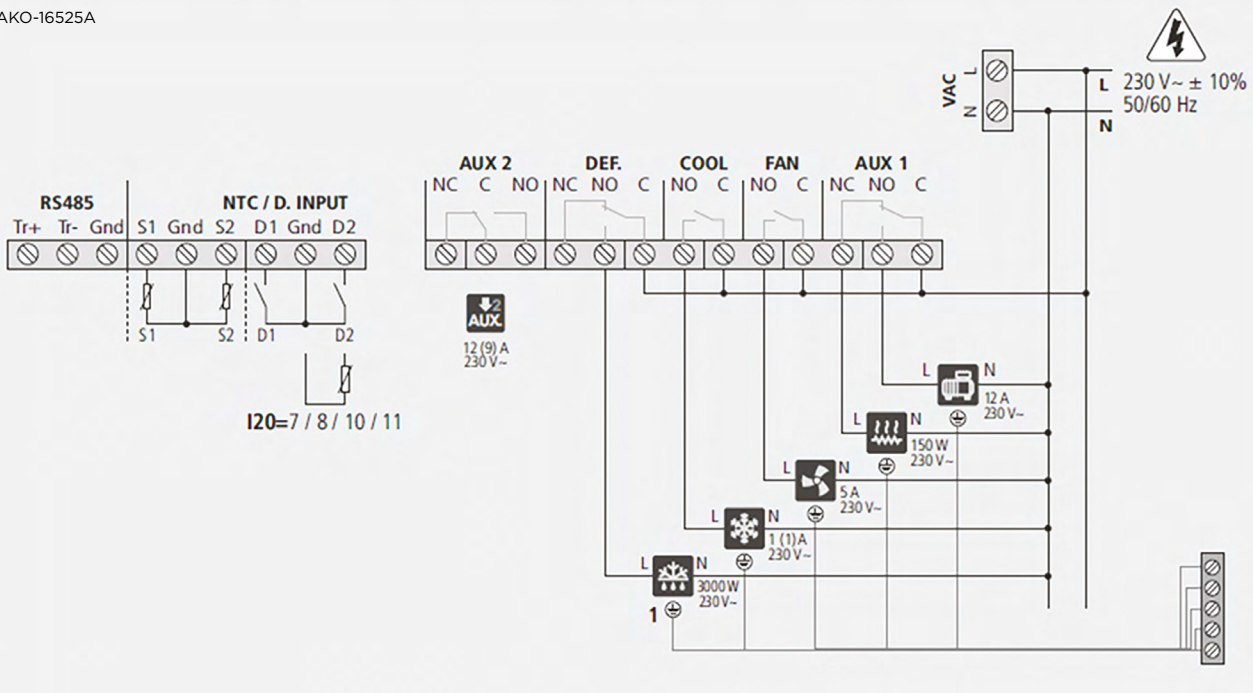 AKO-16525A
VAC
L
N
L
230 V~ ± 10%
50/60 Hz
N
RS485
NTC / D. INPUT
Tr+ Tr- Gnd S1 Gnd S2 D1 Gnd D2
S1 S2 D1 D2
I20=7 / 8 / 10 / 11
AUX 2 DEF. COOL FAN AUX 1
NC C NO NC NO C NO C NO C NC NO C
2
AUX.
12 (9) A
230 V~
L N
12 A
230 V~
L N
150 W
230 V~
L N
5 A
230 V~
L N
1 (1) A
230 V~
L N
3000 W
230 V~
1